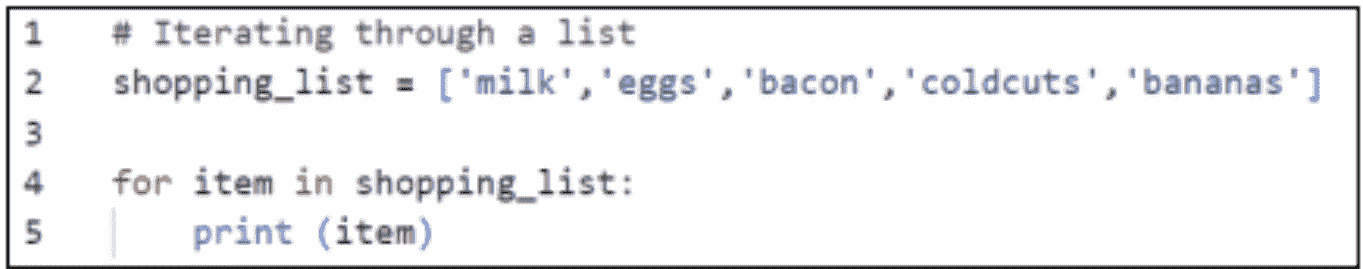 1 # Iterating through a list
2 shopping_list = ['milk','eggs','bacon','coldcuts','bananas']
3
4 for item in shopping_list:
5 print (item)